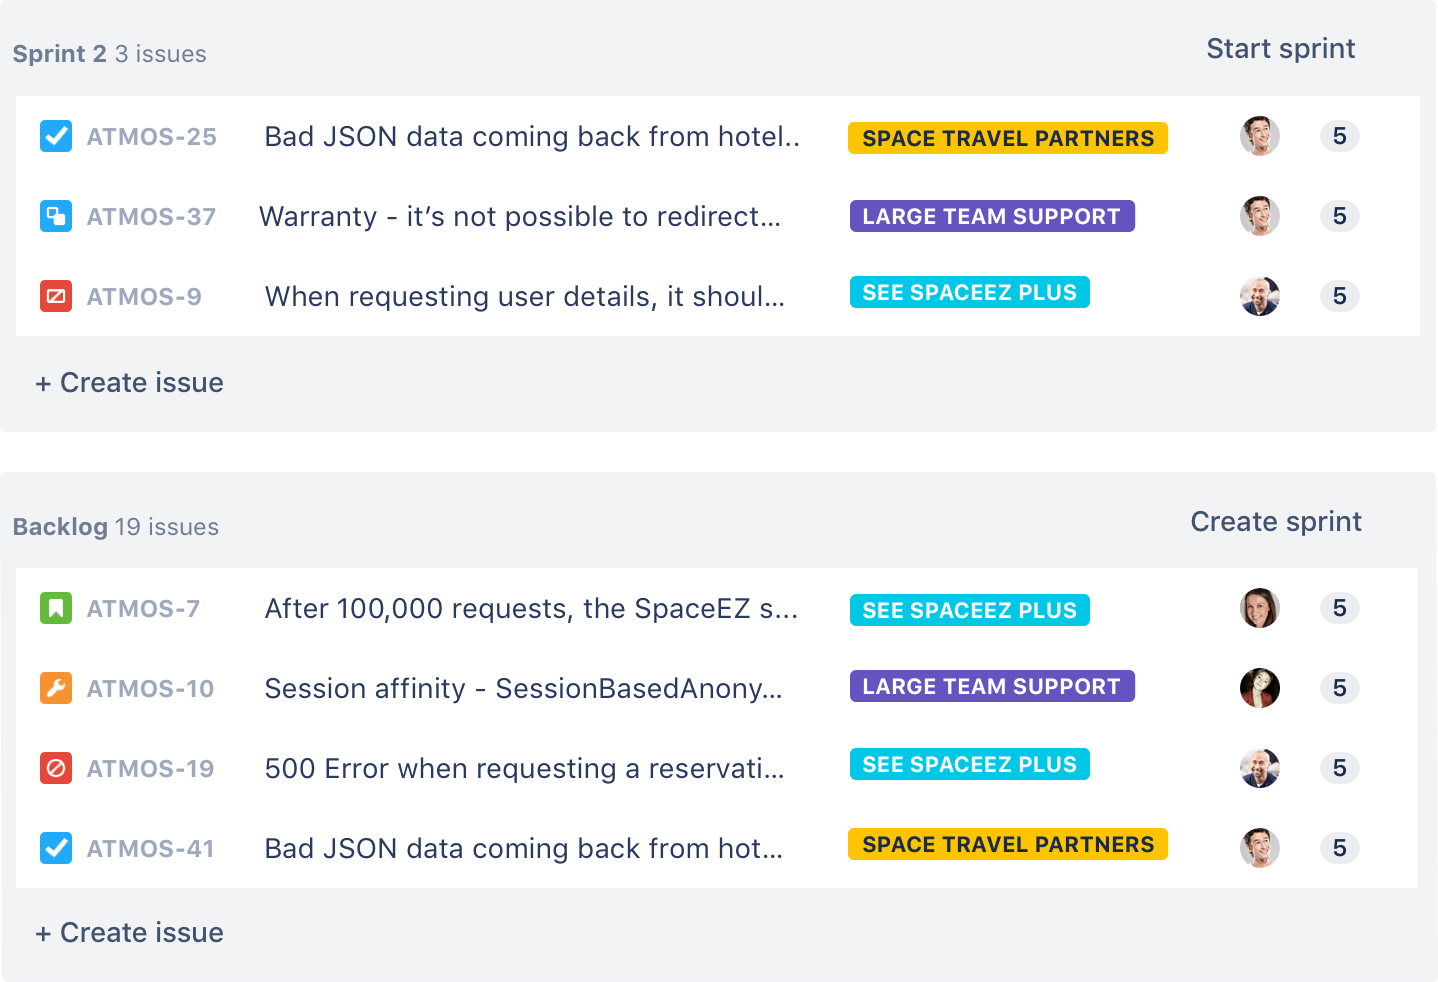 Sprint 2 3 issues Start sprint
ATMOS-25 Bad JSON data coming back from hotel.. SPACE TRAVEL PARTNERS 5
ATMOS-37 Warranty - it’s not possible to redirect... LARGE TEAM SUPPORT 5
ATMOS-9 When requesting user details, it shoul... SEE SPACEEZ PLUS 5
+ Create issue
Backlog 19 issues Create sprint
ATMOS-7 After 100,000 requests, the SpaceEZ s... SEE SPACEEZ PLUS 5
ATMOS-10 Session affinity - SessionBasedAnony... LARGE TEAM SUPPORT 5
ATMOS-19 500 Error when requesting a reservati... SEE SPACEEZ PLUS 5
ATMOS-41 Bad JSON data coming back from hot... SPACE TRAVEL PARTNERS 5
+ Create issue